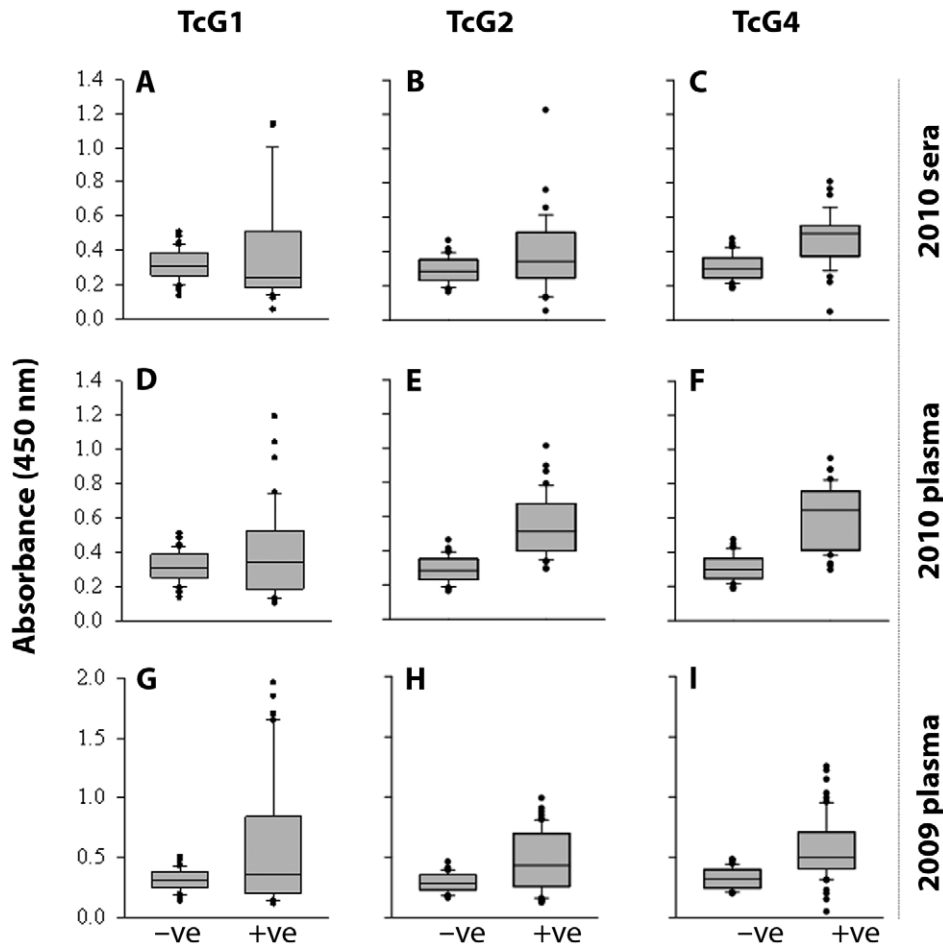 TcG1 TcG2 TcG4
A B C
1.4
1.2
1.0
0.8
0.6
0.4
0.2
0.0
2010 sera
D E F
1.4
1.2
1.0
0.8
0.6
0.4
0.2
0.0
2010 plasma
Absorbance (450 nm)
G H I
2.0
1.5
1.0
0.5
0.0
2009 plasma
–ve +ve –ve +ve –ve +ve